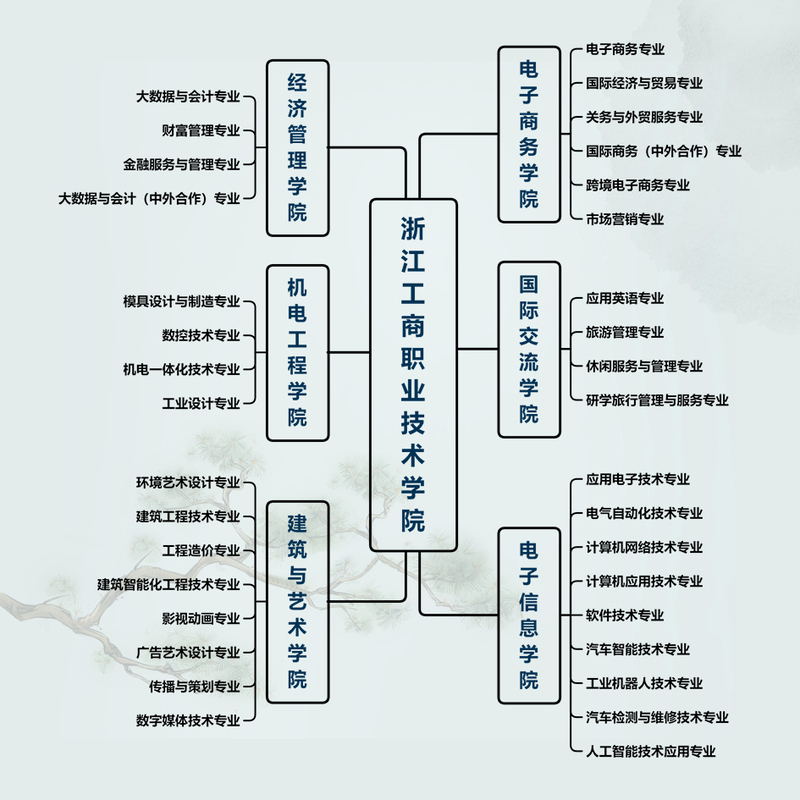 浙江工商职业技术学院
经济管理学院
大数据与会计专业
财富管理专业
金融服务与管理专业
大数据与会计（中外合作）专业
机电工程学院
模具设计与制造专业
数控技术专业
机电一体化技术专业
工业设计专业
建筑与艺术学院
环境艺术设计专业
建筑工程技术专业
工程造价专业
建筑智能化工程技术专业
影视动画专业
广告艺术设计专业
传播与策划专业
数字媒体技术专业
电子商务学院
电子商务专业
国际经济与贸易专业
关务与外贸服务专业
国际商务（中外合作）专业
跨境电子商务专业
市场营销专业
国际交流学院
应用英语专业
旅游管理专业
休闲服务与管理专业
研学旅行管理与服务专业
电子信息学院
应用电子技术专业
电气自动化技术专业
计算机网络技术专业
计算机应用技术专业
软件技术专业
汽车智能技术专业
工业机器人技术专业
汽车检测与维修技术专业
人工智能技术应用专业